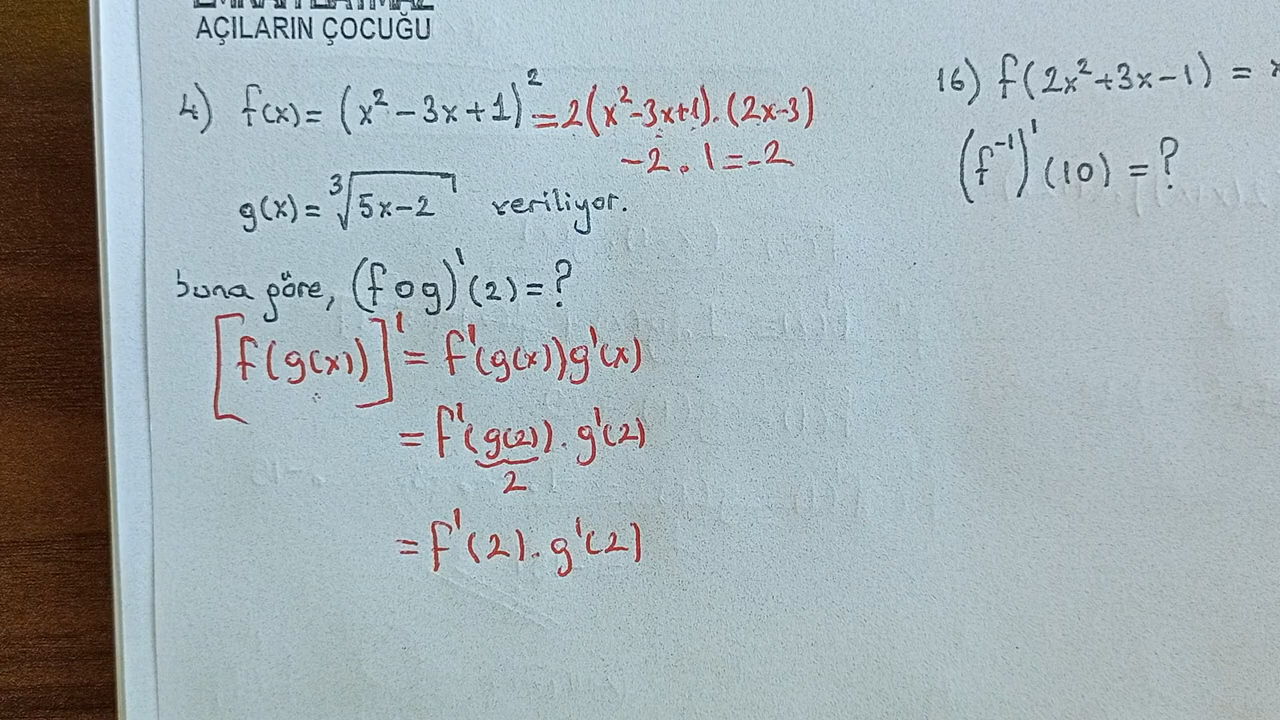 AÇILARIN ÇOCUĞU
4) f(x) = (x² - 3x + 1)² = 2(x² - 3x + 1) . (2x - 3)
-2 . 1 = -2
g(x) = ∛(5x - 2) veriliyor.
buna göre, (fog)'(2) = ?
[f(g(x))]' = f'(g(x))g'(x)
= f'(g(2)) . g'(2)
2
= f'(2) . g'(2)
16) f(2x² + 3x - 1) =
(f⁻¹)'(10) = ?